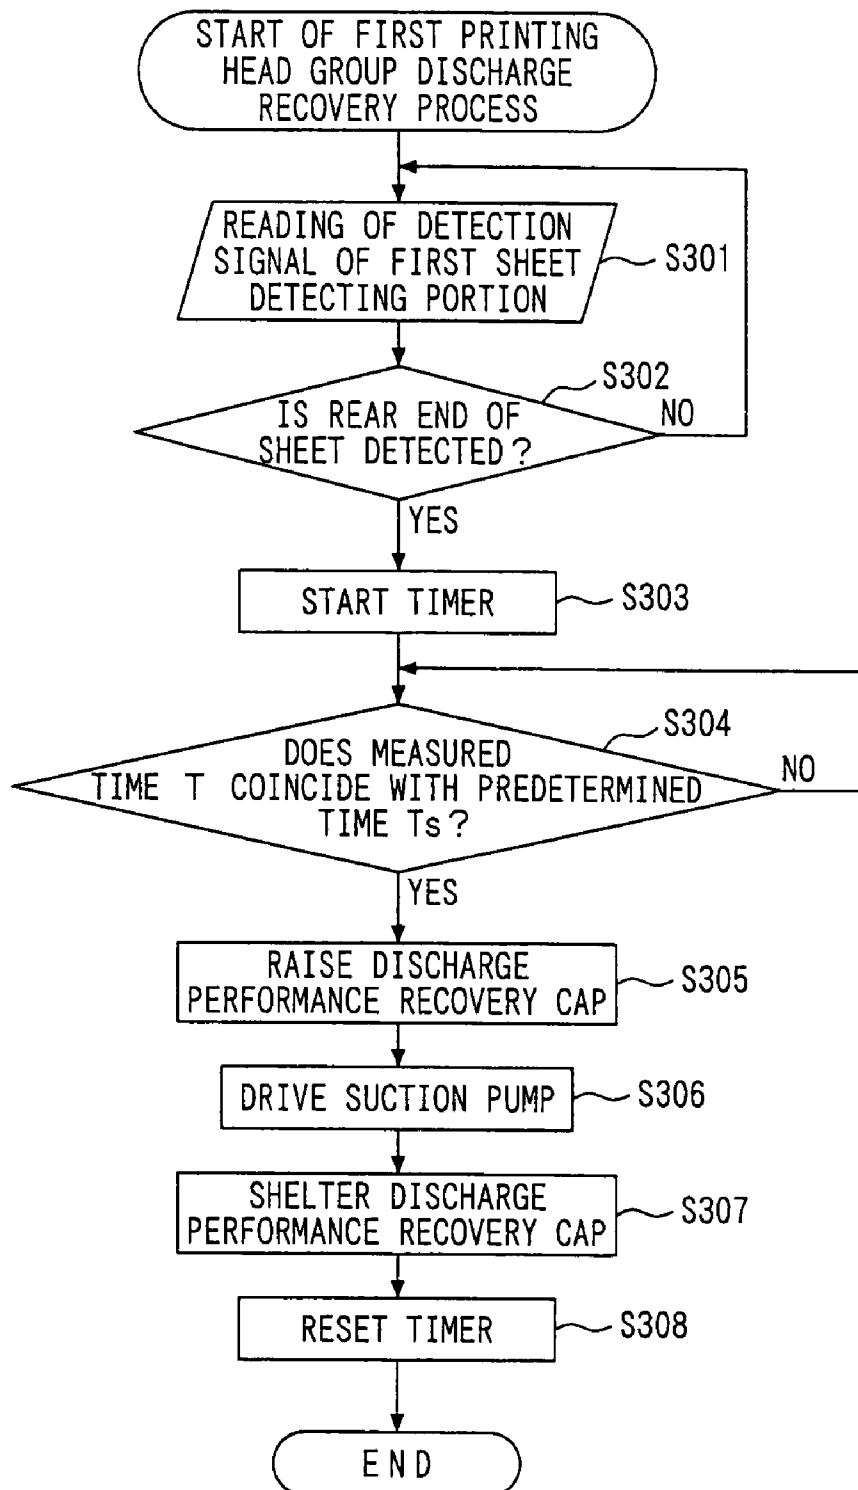 START OF FIRST PRINTING
HEAD GROUP DISCHARGE
RECOVERY PROCESS
READING OF DETECTION
SIGNAL OF FIRST SHEET
DETECTING PORTION
S301
S302
IS REAR END OF
SHEET DETECTED?
NO
YES
START TIMER
S303
S304
DOES MEASURED
TIME T COINCIDE WITH PREDETERMINED
TIME Ts?
NO
YES
RAISE DISCHARGE
PERFORMANCE RECOVERY CAP
S305
DRIVE SUCTION PUMP
S306
SHELTER DISCHARGE
PERFORMANCE RECOVERY CAP
S307
RESET TIMER
S308
END